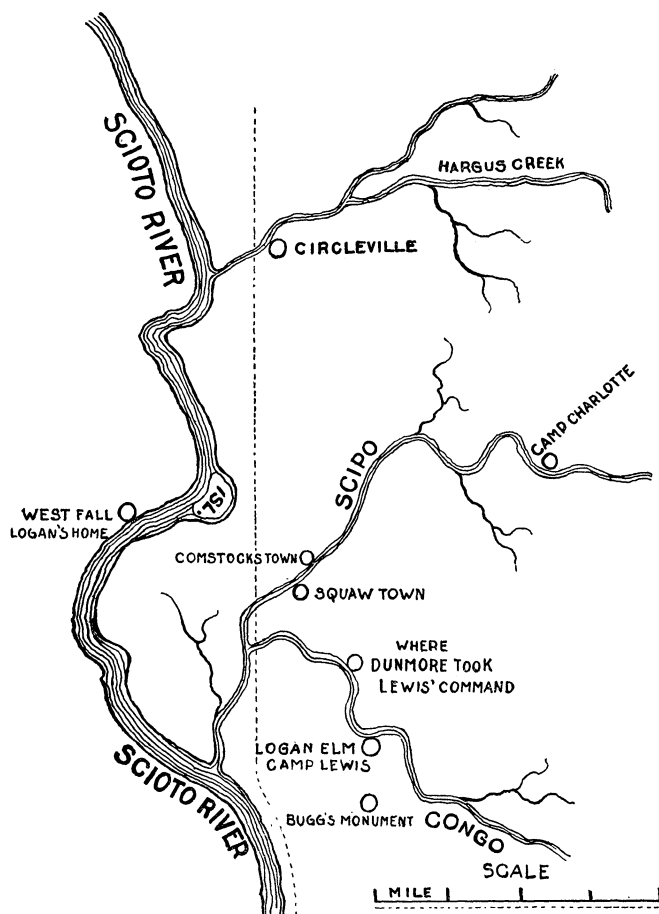 SCIOTO RIVER
HARGUS CREEK
CIRCLEVILLE
CAMP CHARLOTTE
SCIPO
ISL.
WEST FALL
LOGAN'S HOME
COMSTOCKS TOWN
SQUAW TOWN
WHERE
DUNMORE TOOK
LEWIS' COMMAND
LOGAN ELM
CAMP LEWIS
SCIOTO RIVER
BUGG'S MONUMENT
CONGO
SCALE
MILE